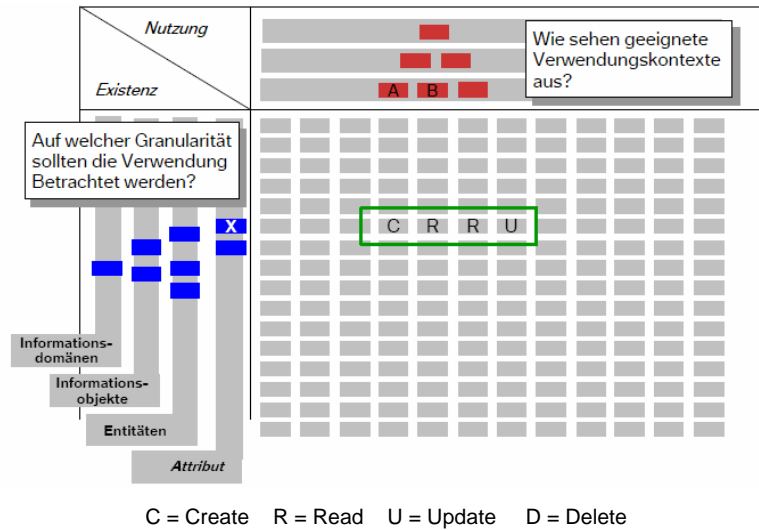 Nutzung
Existenz
Wie sehen geeignete
Verwendungskontexte
aus?
A B
Auf welcher Granularität
sollten die Verwendung
Betrachtet werden?
X
C R R U
Informations-
domänen
Informations-
objekte
Entitäten
Attribut
C = Create R = Read U = Update D = Delete